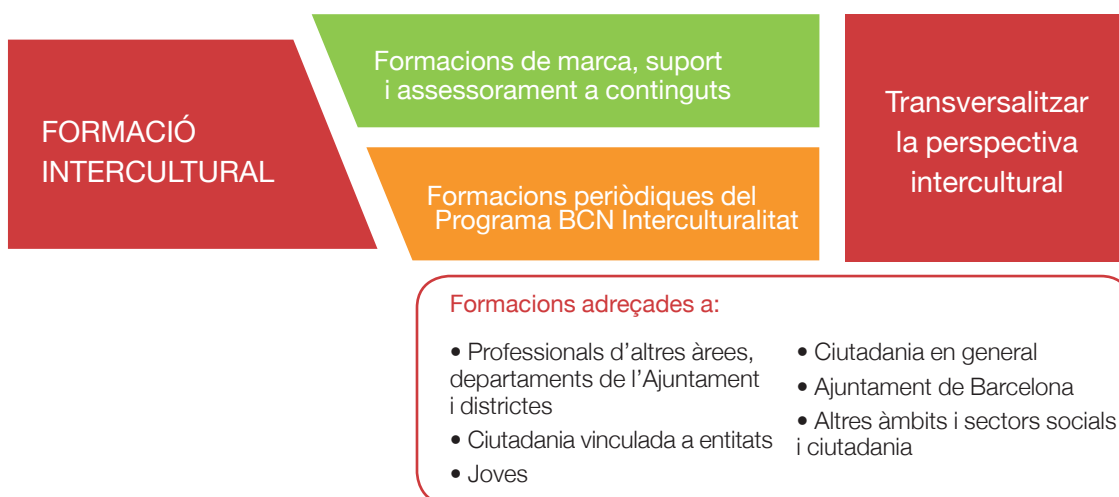 FORMACIÓ
INTERCULTURAL
Formacions de marca, suport
i assessorament a continguts
Formacions periòdiques del
Programa BCN Interculturalitat
Transversalitzar
la perspectiva
intercultural
Formacions adreçades a:
• Professionals d'altres àrees,
departaments de l'Ajuntament
i districtes
• Ciutadania vinculada a entitats
• Joves
• Ciutadania en general
• Ajuntament de Barcelona
• Altres àmbits i sectors socials
i ciutadania